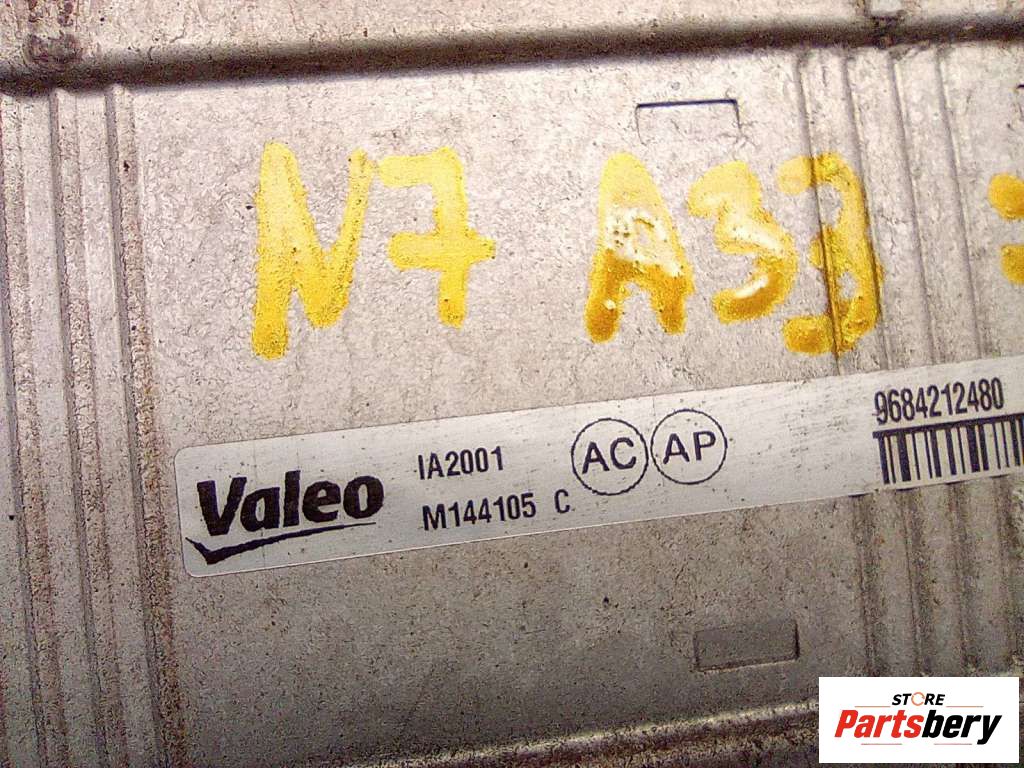 N7 A33
Valeo
IA2001
M144105 C
AC AP
9684212480
STORE
Partsbery